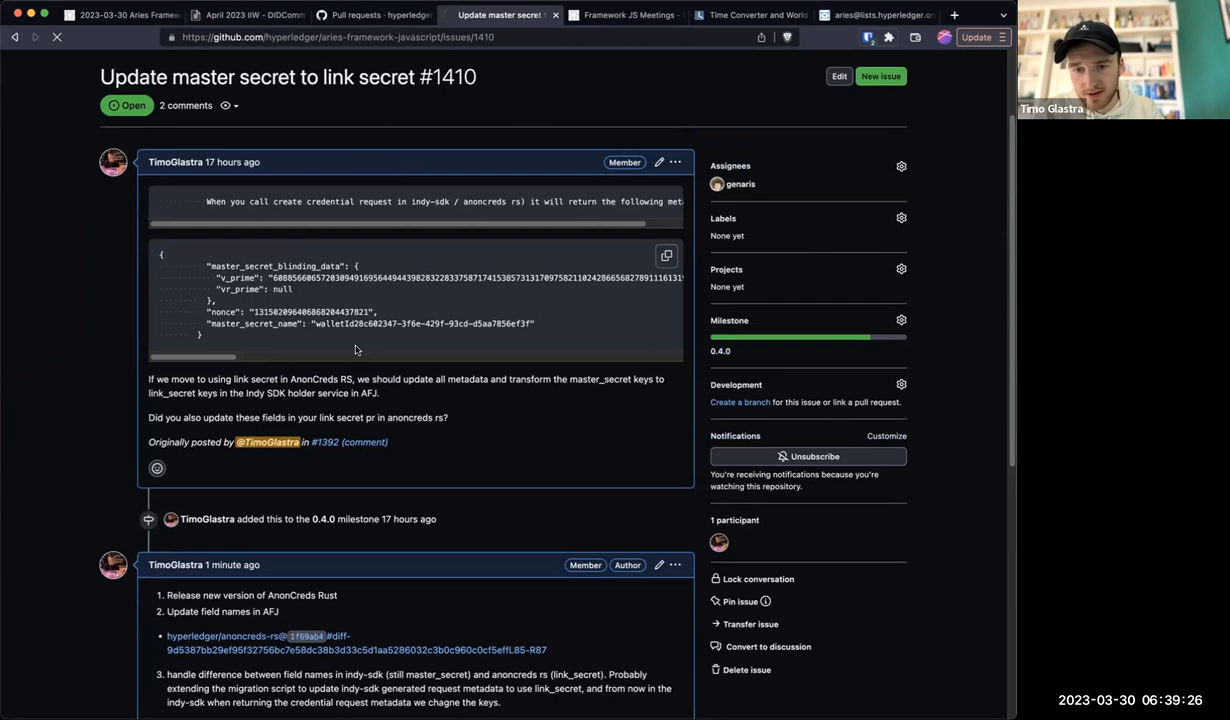 2023-03-30 Aries Framew
April 2023 IIW - DIDComm
Pull requests · hyperledger
Update master secret t
Framework JS Meetings -
Time Converter and World
aries@lists.hyperledger.or
https://github.com/hyperledger/aries-framework-javascript/issues/1410
2
Update
Timo Glastra
Update master secret to link secret #1410
Edit
New issue
Open
2 comments
TimoGlastra 17 hours ago
Member
When you call create credential request in indy-sdk / anoncreds rs) it will return the following meta
{
"master_secret_blinding_data": {
"vr_prime": null
},
"nonce": "131502096406868204437821",
"master_secret_name": "walletId28c602347-3f6e-429f-93cd-d5aa7856ef3f"
}
If we move to using link secret in AnonCreds RS, we should update all metadata and transform the master_secret keys to
link_secret keys in the Indy SDK holder service in AFJ.
Did you also update these fields in your link secret pr in anoncreds rs?
Originally posted by @TimoGlastra in #1392 (comment)
TimoGlastra added this to the 0.4.0 milestone 17 hours ago
TimoGlastra 1 minute ago
Member
Author
1. Release new version of AnonCreds Rust
2. Update field names in AFJ
• hyperledger/anoncreds-rs@1f69ab4#diff-
9d5387bb29ef95f32756bc7e58dc38b3d33c5d1aa5286032c3b0c960c0cf5effL85-R87
3. handle difference between field names in indy-sdk (still master_secret) and anoncreds rs (link_secret). Probably
extending the migration script to update indy-sdk generated request metadata to use link_secret, and from now in the
indy-sdk when returning the credential request metadata we chagne the keys.
Assignees
genaris
Labels
None yet
Projects
None yet
Milestone
0.4.0
Development
Create a branch for this issue or link a pull request.
Notifications
Customize
Unsubscribe
You're receiving notifications because you're
watching this repository.
1 participant
Lock conversation
Pin issue
Transfer issue
Convert to discussion
Delete issue
2023-03-30 06:39:26